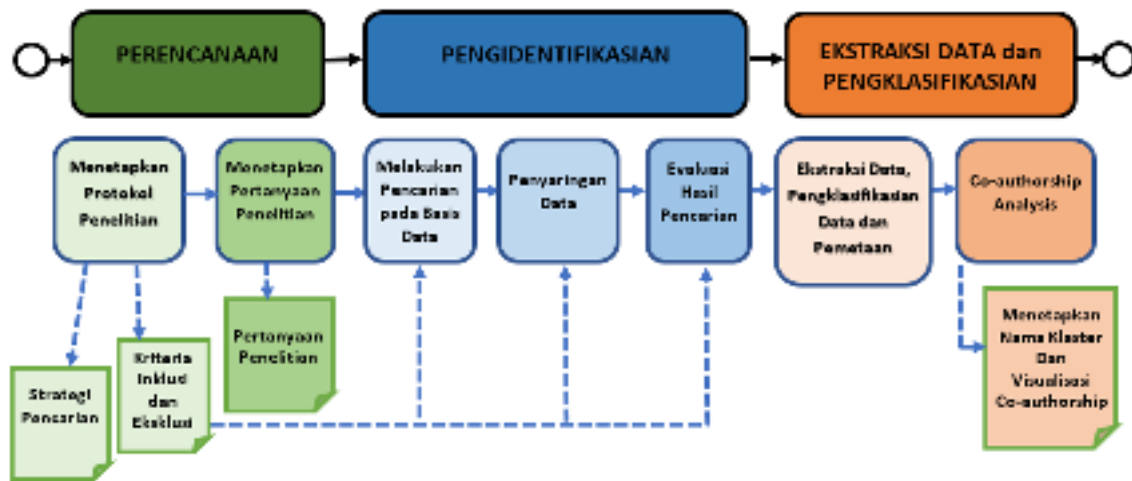 PERENCANAAN
PENGIDENTIFIKASIAN
EKSTRAKSI DATA dan
PENGKLASIFIKASIAN
Menetapkan
Protokol
Penelitian
Menetapkan
Pertanyaan
Penelitian
Melakukan
Pencarian
pada Basis
Data
Penyaringan
Data
Evaluasi
Hasil
Pencarian
Ekstraksi Data,
Pengklasifikasian
Data dan
Pemetaan
Co-authorship
Analysis
Strategi
Pencarian
Kriteria
Inklusi
dan
Eksklusi
Pertanyaan
Penelitian
Menetapkan
Nama Klaster
Dan
Visualisasi
Co-authorship